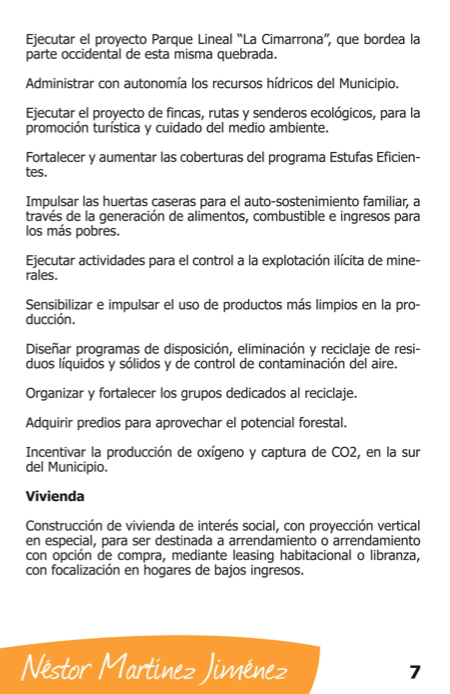 Ejecutar el proyecto Parque Lineal “La Cimarrona”, que bordea la
parte occidental de esta misma quebrada.
Administrar con autonomía los recursos hídricos del Municipio.
Ejecutar el proyecto de fincas, rutas y senderos ecológicos, para la
promoción turística y cuidado del medio ambiente.
Fortalecer y aumentar las coberturas del programa Estufas Eficien-
tes.
Impulsar las huertas caseras para el auto-sostenimiento familiar, a
través de la generación de alimentos, combustible e ingresos para
los más pobres.
Ejecutar actividades para el control a la explotación ilícita de mine-
rales.
Sensibilizar e impulsar el uso de productos más limpios en la pro-
ducción.
Diseñar programas de disposición, eliminación y reciclaje de resi-
duos líquidos y sólidos y de control de contaminación del aire.
Organizar y fortalecer los grupos dedicados al reciclaje.
Adquirir predios para aprovechar el potencial forestal.
Incentivar la producción de oxígeno y captura de CO2, en la sur
del Municipio.
Vivienda
Construcción de vivienda de interés social, con proyección vertical
en especial, para ser destinada a arrendamiento o arrendamiento
con opción de compra, mediante leasing habitacional o libranza,
con focalización en hogares de bajos ingresos.
Néstor Martínez Jiménez
7